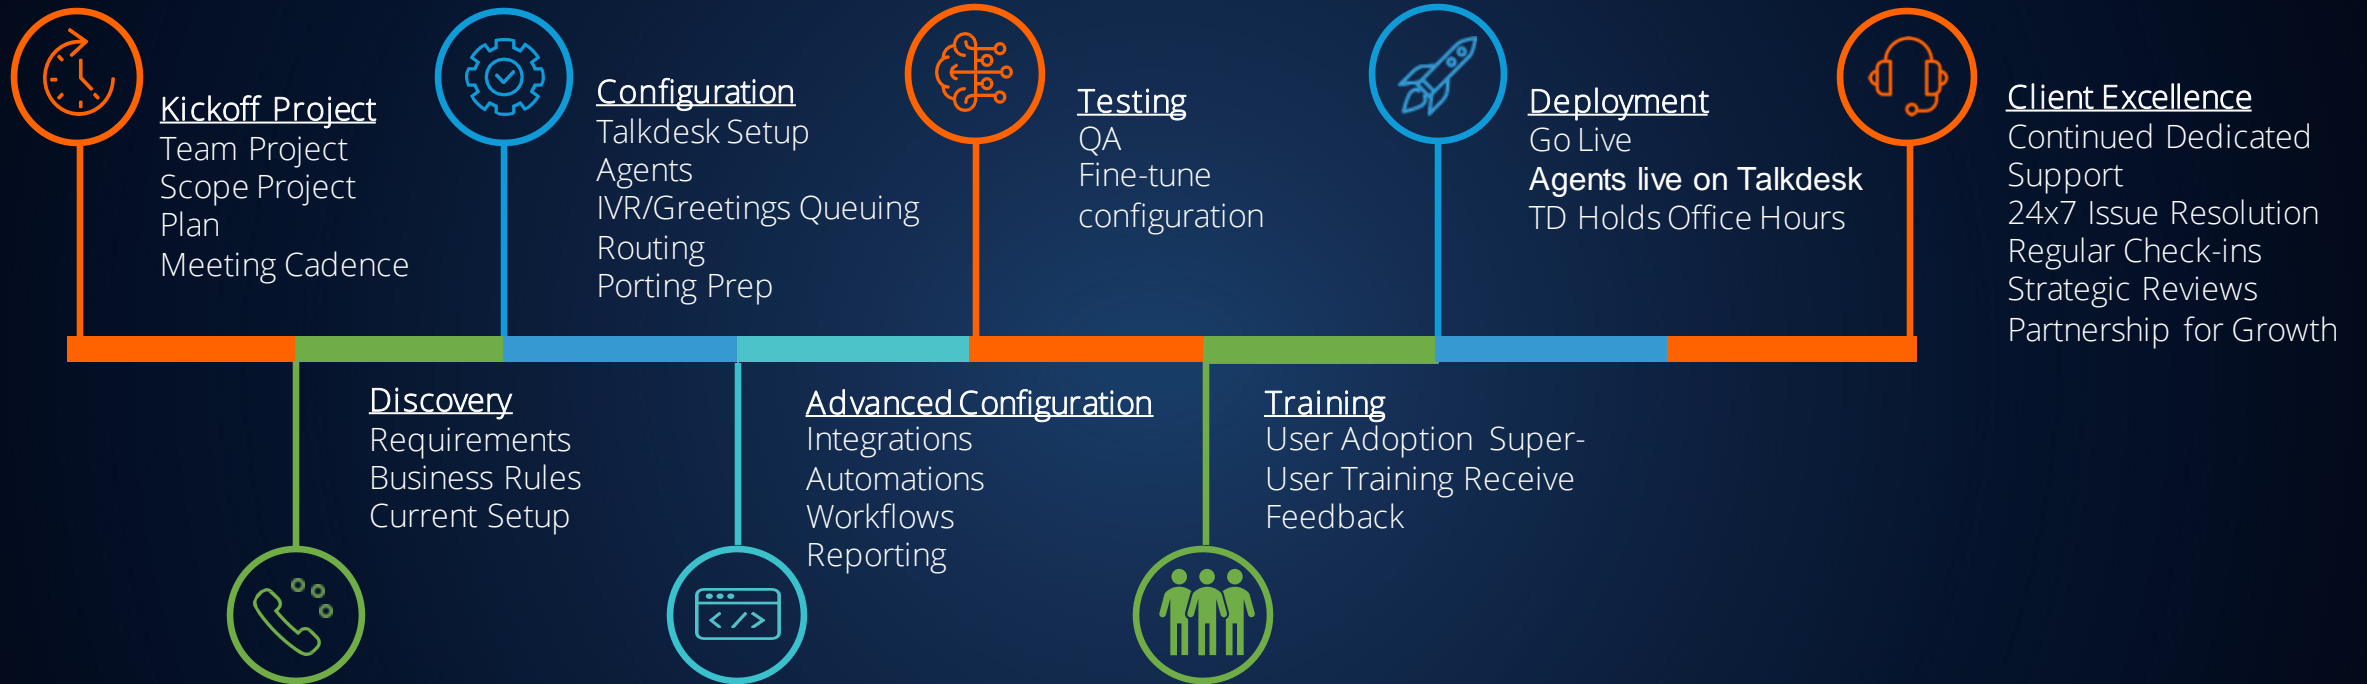 Kickoff Project
Team Project
Scope Project
Plan
Meeting Cadence
Discovery
Requirements
Business Rules
Current Setup
Configuration
Talkdesk Setup
Agents
IVR/Greetings Queuing
Routing
Porting Prep
Advanced Configuration
Integrations
Automations
Workflows
Reporting
Testing
QA
Fine-tune
configuration
Training
User Adoption Super-
User Training Receive
Feedback
Deployment
Go Live
Agents live on Talkdesk
TD Holds Office Hours
Client Excellence
Continued Dedicated
Support
24x7 Issue Resolution
Regular Check-ins
Strategic Reviews
Partnership for Growth